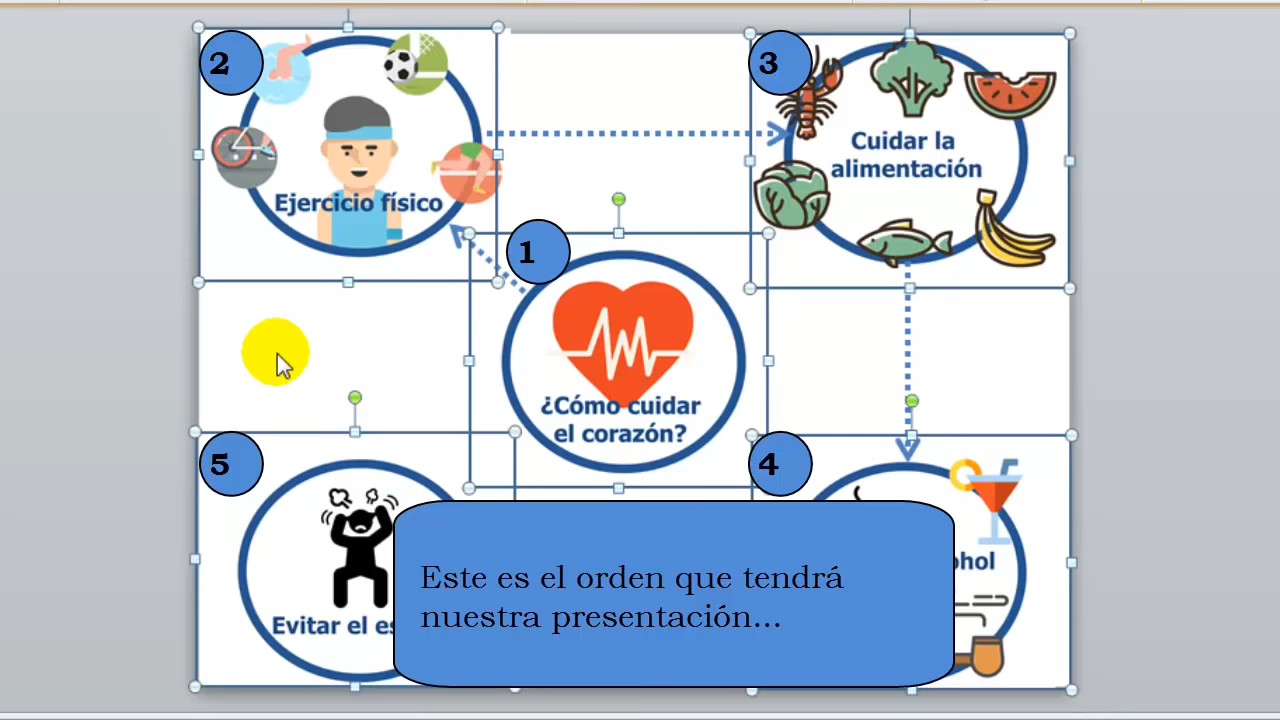 2
Ejercicio físico
3
Cuidar la
alimentación
1
¿Cómo cuidar
el corazón?
5
Evitar el es
4
ohol
Este es el orden que tendrá
nuestra presentación...